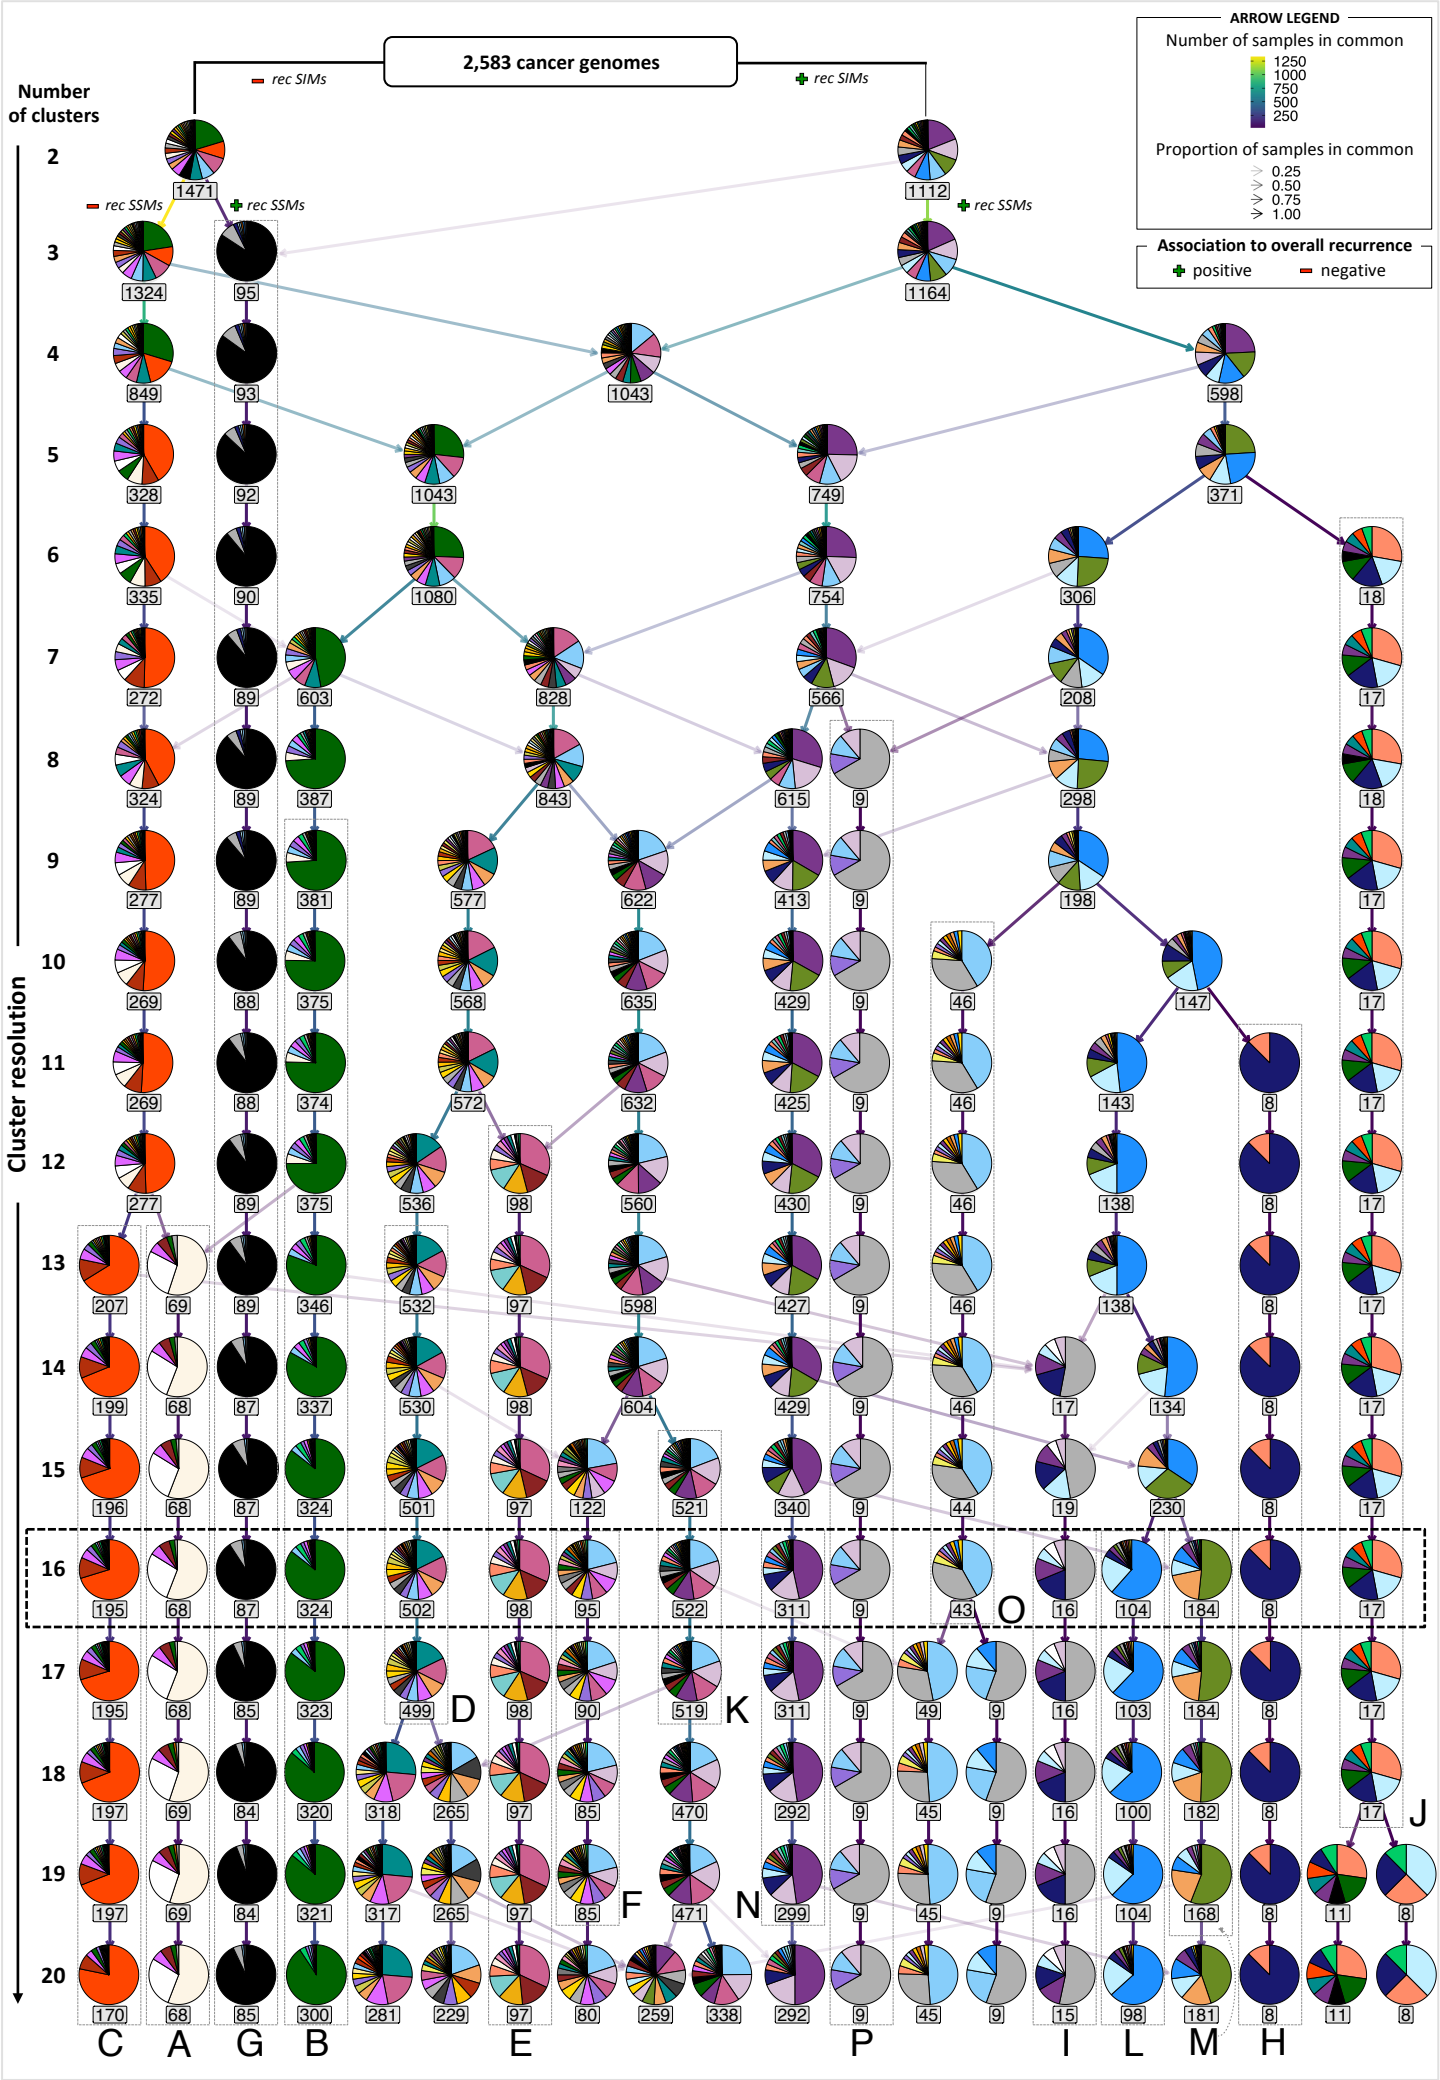 ARROW LEGEND
Number of samples in common
1250
1000
750
500
250
Proportion of samples in common
0.25
0.50
0.75
1.00
Association to overall recurrence
positive negative
2,583 cancer genomes
rec SIMs rec SIMs
Number
of clusters
Cluster resolution
2
1471 1112
rec SSMs rec SSMs rec SSMs
3
1324 95 1164
4
849 93 1043 598
5
328 92 1043 749 371
6
335 90 1080 754 306 18
7
272 89 603 828 566 208 17
8
324 89 387 843 615 9 298 18
9
277 89 381 577 622 413 9 198 17
10
269 88 375 568 635 429 9 46 147 17
11
269 88 374 572 632 425 9 46 143 8 17
12
277 89 375 536 98 560 430 9 46 138 8 17
13
207 69 89 346 532 97 598 427 9 46 138 8 17
14
199 68 87 337 530 98 604 429 9 46 17 134 8 17
15
196 68 87 324 501 97 122 521 340 9 44 19 230 8 17
16
195 68 87 324 502 98 95 522 311 9 43 O 16 104 184 8 17
17
195 68 85 323 499 D 98 90 519 K 311 9 49 9 16 103 184 8 17
18
197 69 84 320 318 265 97 85 470 292 9 45 9 16 100 182 8 17 J
19
197 69 84 321 317 265 97 85 F 471 N 299 9 45 9 16 104 168 8 11 8
20
170 68 85 300 281 229 97 80 259 338 292 9 45 9 15 98 181 8 11 8
C A G B E P I L M H